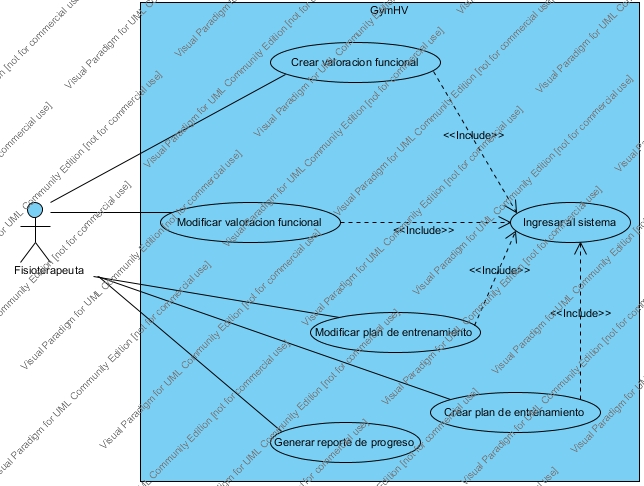 GymHV
Crear valoracion funcional
<<Include>>
Modificar valoracion funcional
<<Include>>
Ingresar al sistema
Fisioterapeuta
<<Include>>
<<Include>>
Modificar plan de entrenamiento
Crear plan de entrenamiento
Generar reporte de progreso
Visual Paradigm for UML Community Edition [not for commercial use]